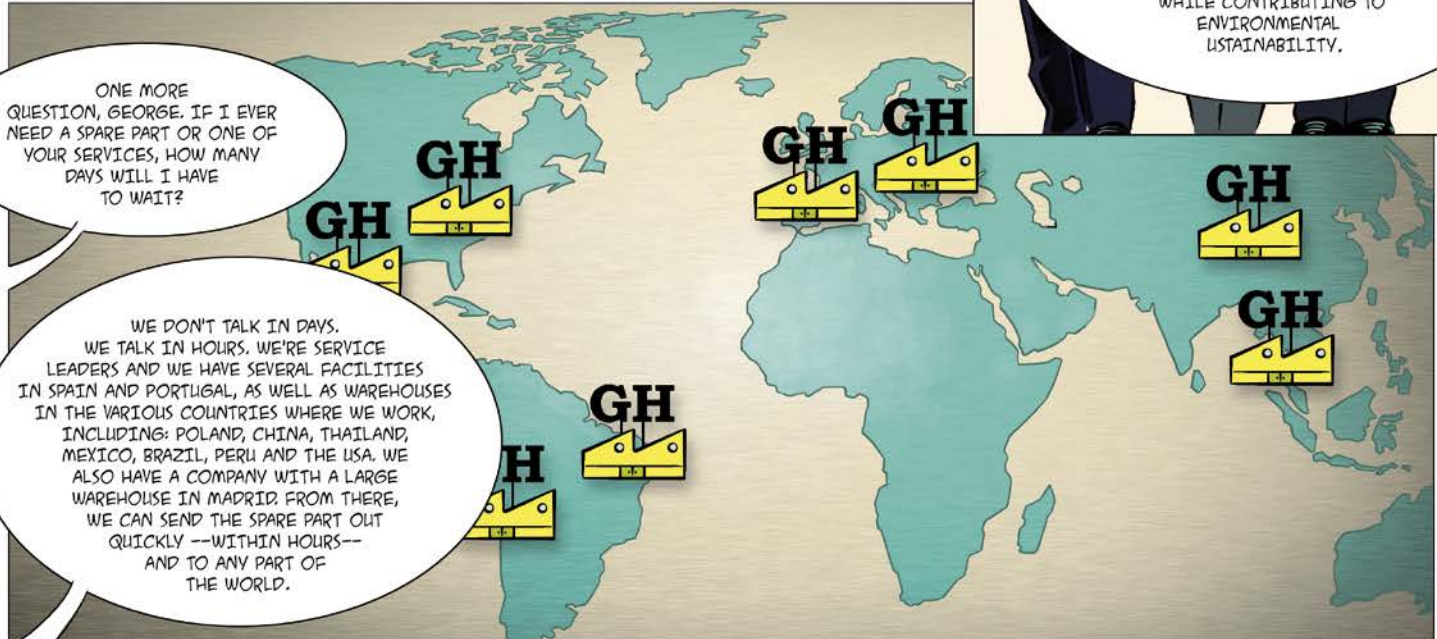 WHILE CONTRIBUTING TO
ENVIRONMENTAL
USTAINABILITY.
ONE MORE
QUESTION, GEORGE. IF I EVER
NEED A SPARE PART OR ONE OF
YOUR SERVICES, HOW MANY
DAYS WILL I HAVE
TO WAIT?
GH
GH
GH
GH
GH
GH
WE DON'T TALK IN DAYS.
WE TALK IN HOURS. WE'RE SERVICE
LEADERS AND WE HAVE SEVERAL FACILITIES
IN SPAIN AND PORTUGAL, AS WELL AS WAREHOUSES
IN THE VARIOUS COUNTRIES WHERE WE WORK,
INCLUDING: POLAND, CHINA, THAILAND,
MEXICO, BRAZIL, PERU AND THE USA. WE
ALSO HAVE A COMPANY WITH A LARGE
WAREHOUSE IN MADRID. FROM THERE,
WE CAN SEND THE SPARE PART OUT
QUICKLY --WITHIN HOURS--
AND TO ANY PART OF
THE WORLD.
GH
H